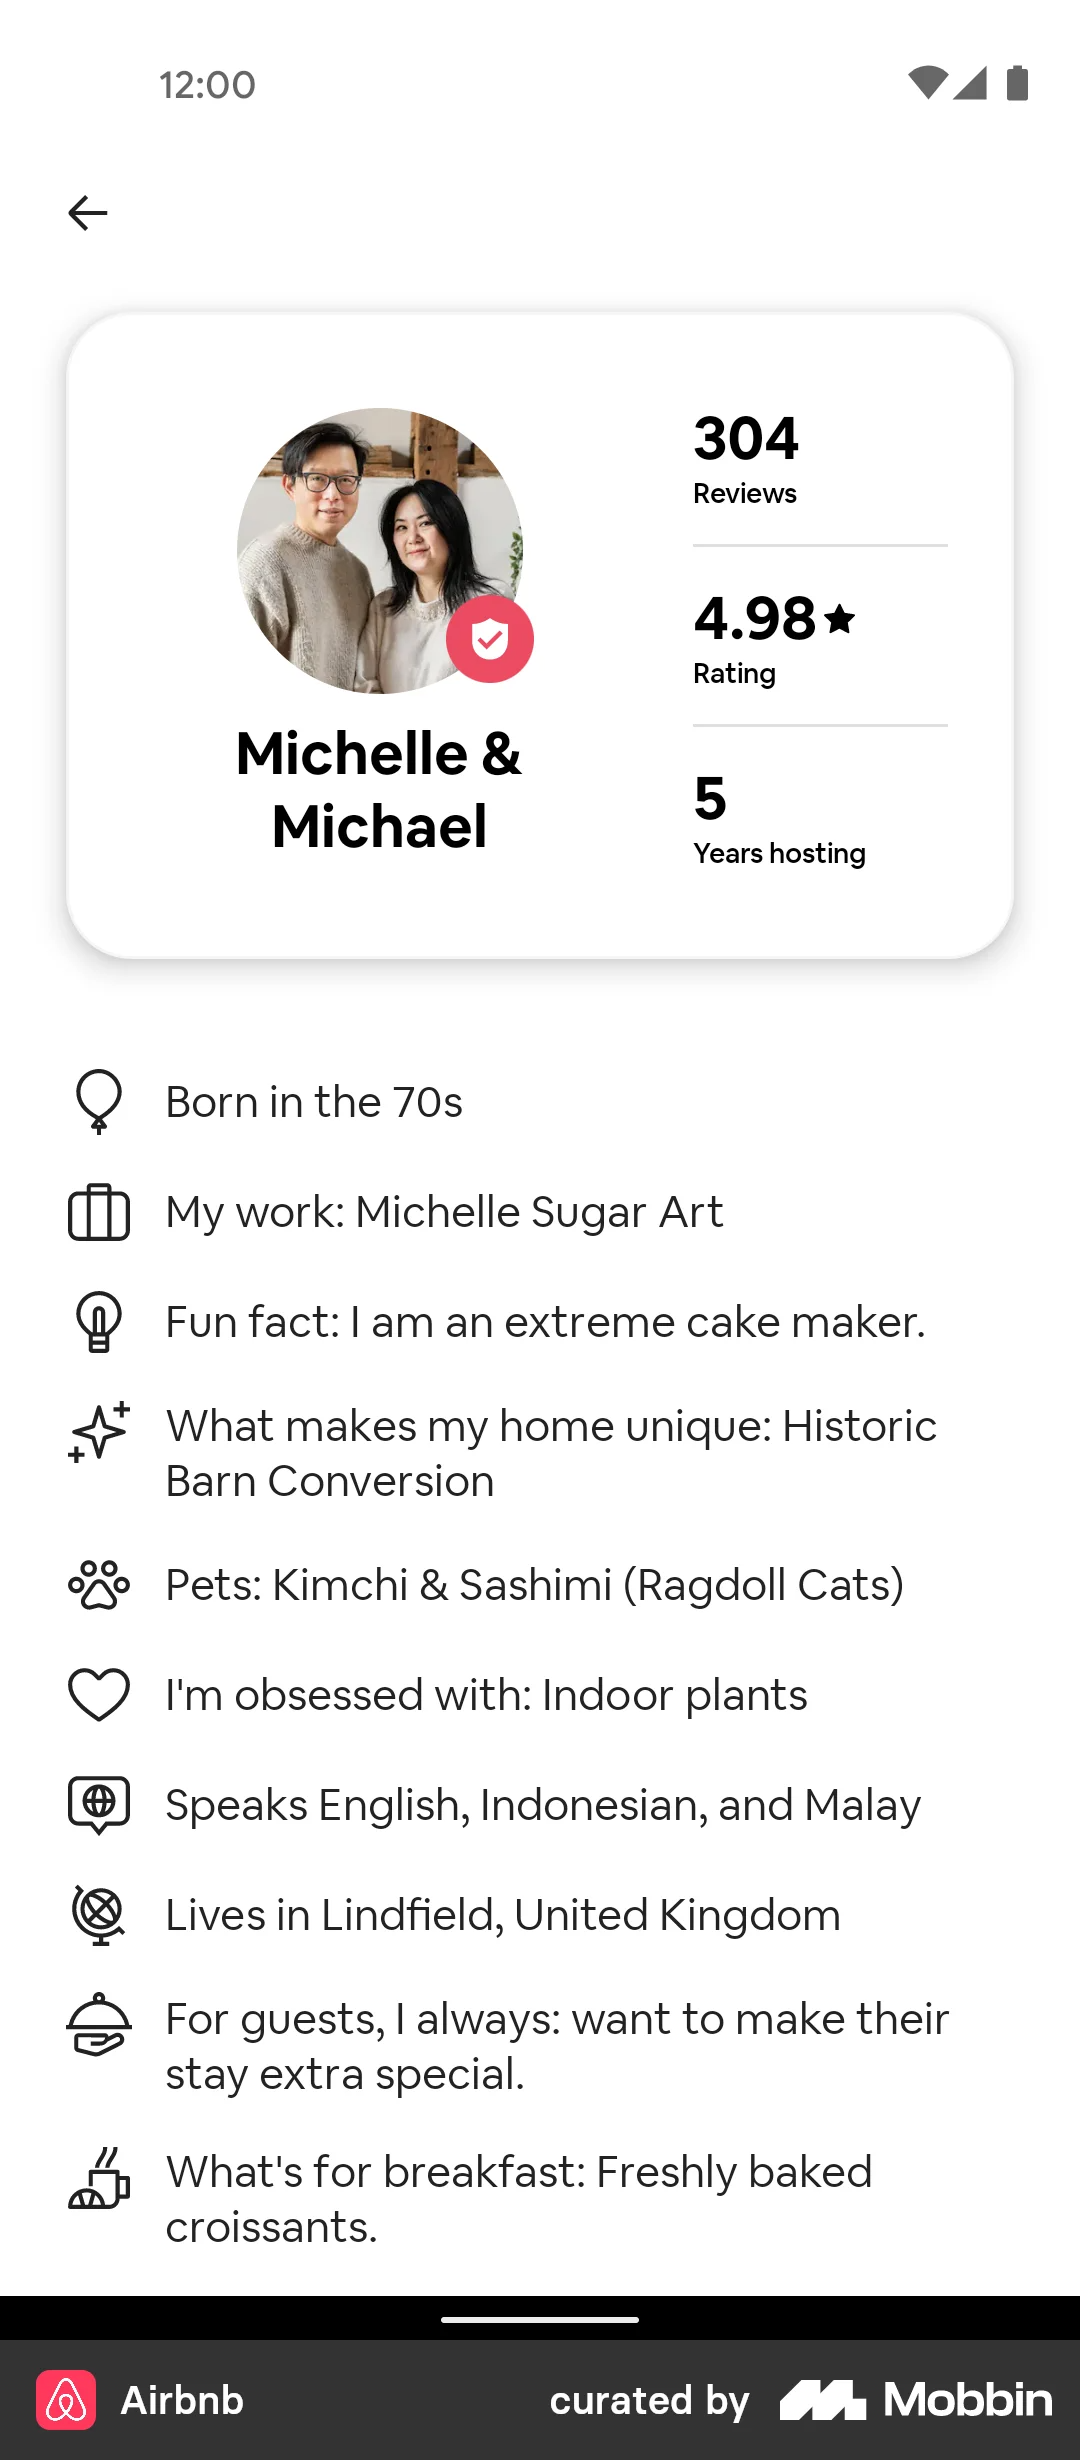 12:00
304
Reviews
4.98★
Rating
5
Years hosting
Michelle &
Michael
Born in the 70s
My work: Michelle Sugar Art
Fun fact: I am an extreme cake maker.
What makes my home unique: Historic
Barn Conversion
Pets: Kimchi & Sashimi (Ragdoll Cats)
I'm obsessed with: Indoor plants
Speaks English, Indonesian, and Malay
Lives in Lindfield, United Kingdom
For guests, I always: want to make their
stay extra special.
What's for breakfast: Freshly baked
croissants.
Airbnb
curated by Mobbin